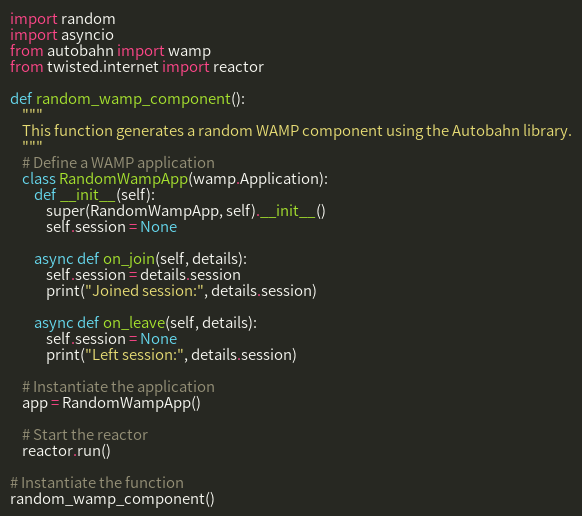 import random
import asyncio
from autobahn import wamp
from twisted.internet import reactor

def random_wamp_component():
    """
    This function generates a random WAMP component using the Autobahn library.
    """
    # Define a WAMP application
    class RandomWampApp(wamp.Application):
        def __init__(self):
            super(RandomWampApp, self).__init__()
            self.session = None

        async def on_join(self, details):
            self.session = details.session
            print("Joined session:", details.session)

        async def on_leave(self, details):
            self.session = None
            print("Left session:", details.session)

    # Instantiate the application
    app = RandomWampApp()

    # Start the reactor
    reactor.run()

# Instantiate the function
random_wamp_component()